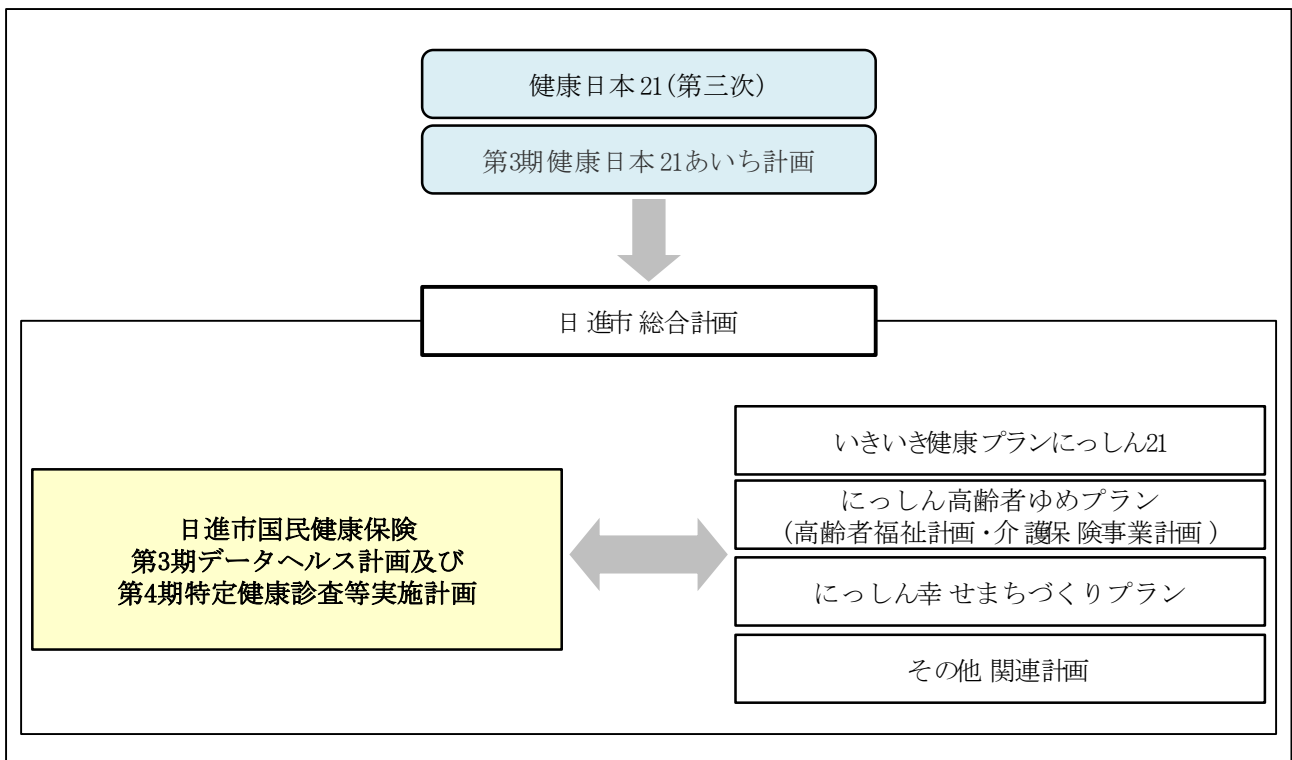 健康日本21(第三次)
第3期健康日本21あいち計画
日進市総合計画
日進市国民健康保険
第3期データヘルス計画及び
第4期特定健康診査等実施計画
いきいき健康プランにっしん21
にっしん高齢者ゆめプラン
(高齢者福祉計画・介護保険事業計画)
にっしん幸せまちづくりプラン
その他関連計画